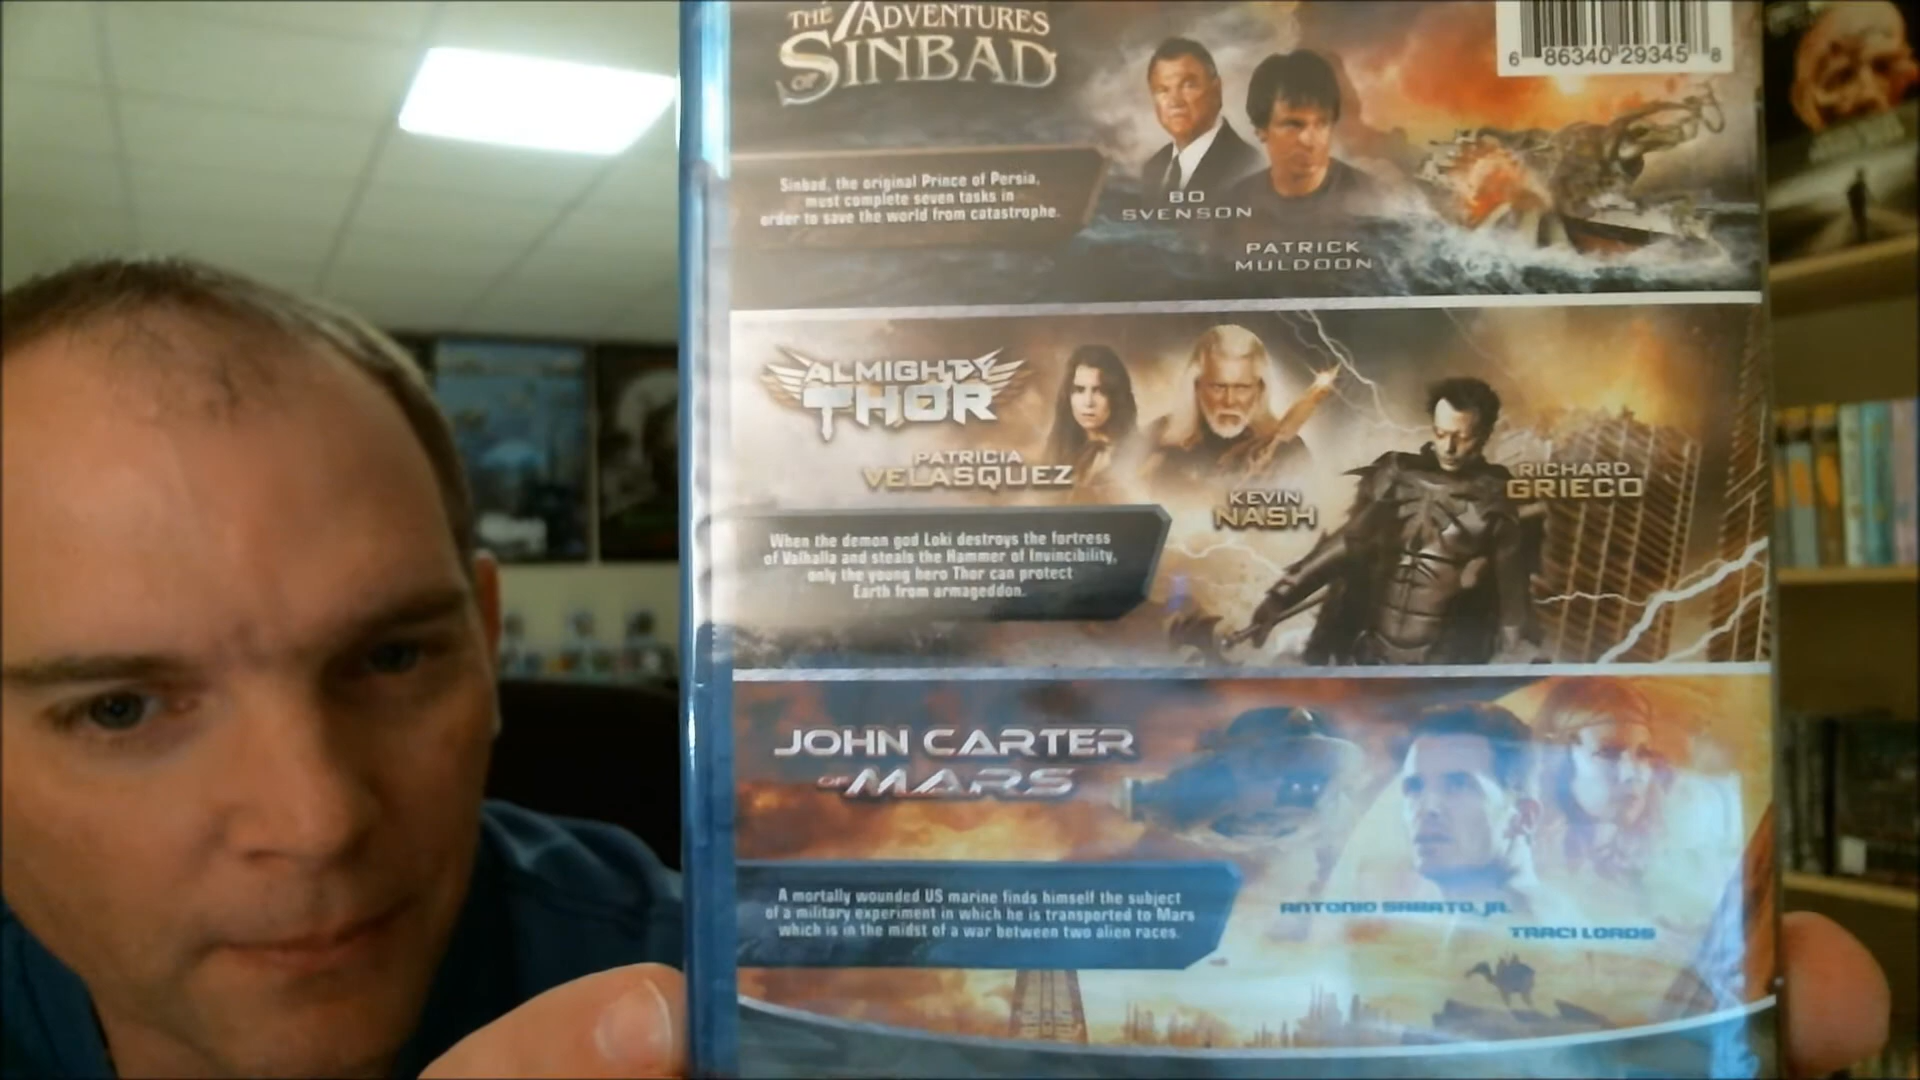 THE 7 ADVENTURES
OF SINBAD
6 86340 29345 8
Sinbad, the original Prince of Persia,
must complete seven tasks in
order to save the world from catastrophe.
BO
SVENSON
PATRICK
MULDOON
ALMIGHTY
THOR
PATRICIA
VELASQUEZ
KEVIN
NASH
RICHARD
GRIECO
When the demon god Loki destroys the fortress
of Valhalla and steals the Hammer of Invincibility,
only the young hero Thor can protect
Earth from armageddon.
JOHN CARTER
OF MARS
A mortally wounded US marine finds himself the subject
of a military experiment in which he is transported to Mars
which is in the midst of a war between two alien races.
ANTONIO SABATO, JR.
TRACI LORDS